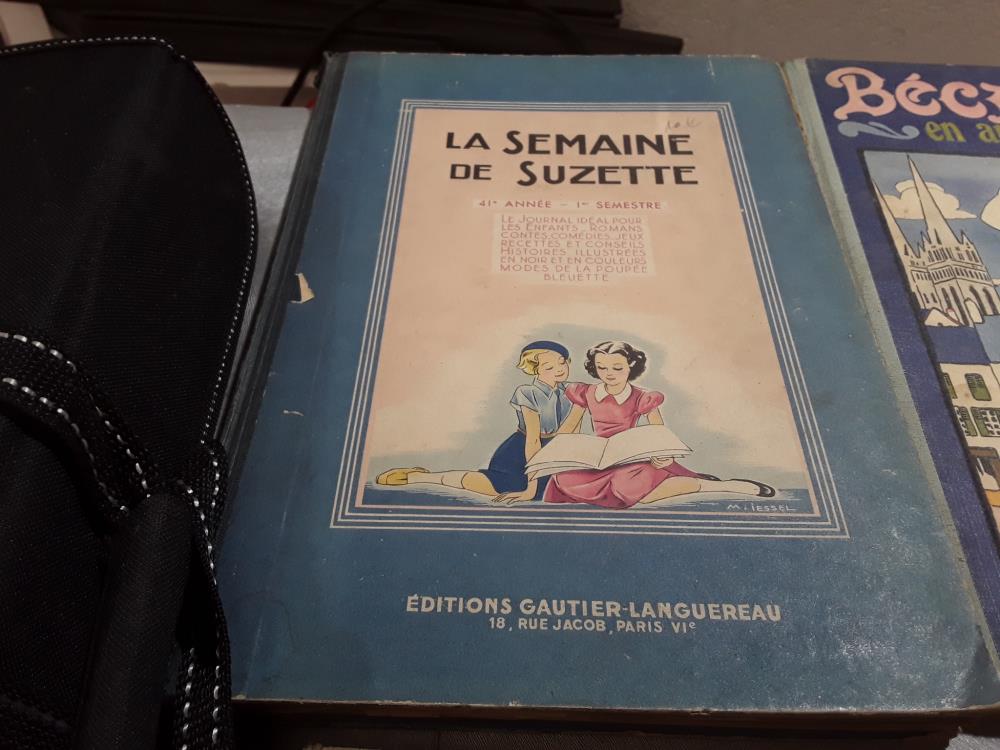 LA SEMAINE
DE SUZETTE
41e ANNÉE - 1er SEMESTRE
LE JOURNAL IDÉAL POUR
LES ENFANTS. ROMANS
CONTES, COMÉDIES, JEUX
RECETTES ET CONSEILS
HISTOIRES ILLUSTRÉES
EN NOIR ET EN COULEURS
MODES DE LA POUPÉE
BLEUETTE
M. IESSEL
ÉDITIONS GAUTIER-LANGUEREAU
18, RUE JACOB, PARIS VIe
en